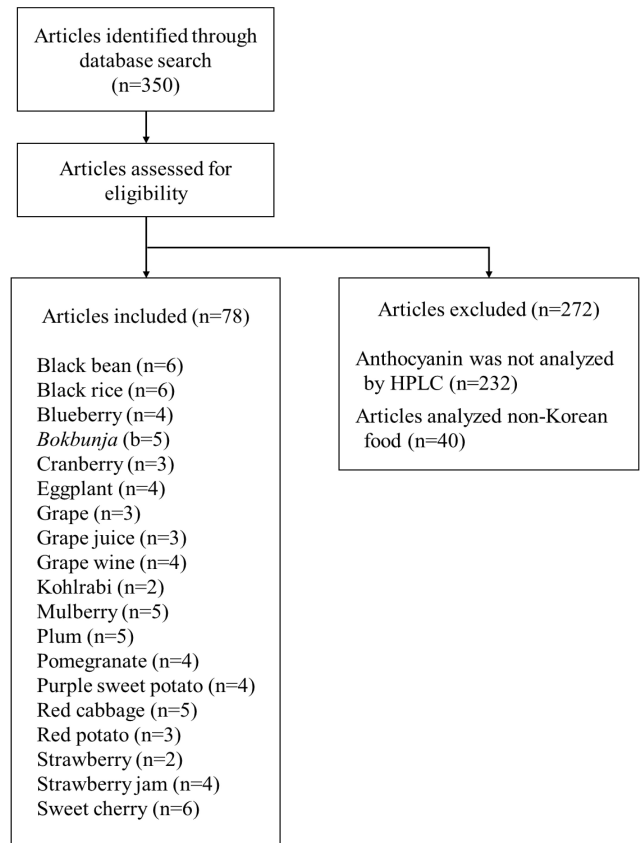 Articles identified through
database search
(n=350)
Articles assessed for
eligibility
Articles included (n=78)
Black bean (n=6)
Black rice (n=6)
Blueberry (n=4)
Bokbunja (b=5)
Cranberry (n=3)
Eggplant (n=4)
Grape (n=3)
Grape juice (n=3)
Grape wine (n=4)
Kohlrabi (n=2)
Mulberry (n=5)
Plum (n=5)
Pomegranate (n=4)
Purple sweet potato (n=4)
Red cabbage (n=5)
Red potato (n=3)
Strawberry (n=2)
Strawberry jam (n=4)
Sweet cherry (n=6)
Articles excluded (n=272)
Anthocyanin was not analyzed
by HPLC (n=232)
Articles analyzed non-Korean
food (n=40)